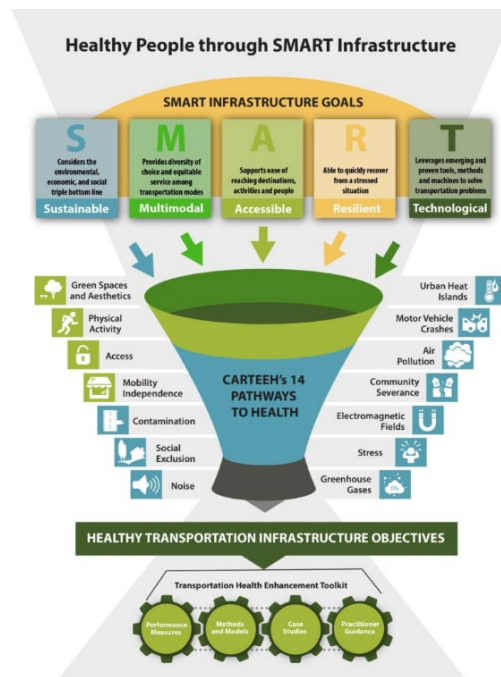 Healthy People through SMART Infrastructure
SMART INFRASTRUCTURE GOALS
S
Considers the
environmental,
economic, and social
triple bottom line
Sustainable
M
Provides diversity of
choice and equitable
service among
transportation modes
Multimodal
A
Supports ease of
reaching destinations,
activities and people
Accessible
R
Able to quickly recover
from a stressed
situation
Resilient
T
Leverages emerging and
proven tools, methods
and machines to solve
transportation problems
Technological
Green Spaces
and Aesthetics
Physical
Activity
Access
Mobility
Independence
Contamination
Social
Exclusion
Noise
CARTEEH's 14
PATHWAYS
TO HEALTH
Urban Heat
Islands
Motor Vehicle
Crashes
Air
Pollution
Community
Severance
Electromagnetic
Fields
Stress
Greenhouse
Gases
HEALTHY TRANSPORTATION INFRASTRUCTURE OBJECTIVES
Transportation Health Enhancement Toolkit
Performance
Measures
Methods
and Models
Case
Studies
Practitioner
Guidance